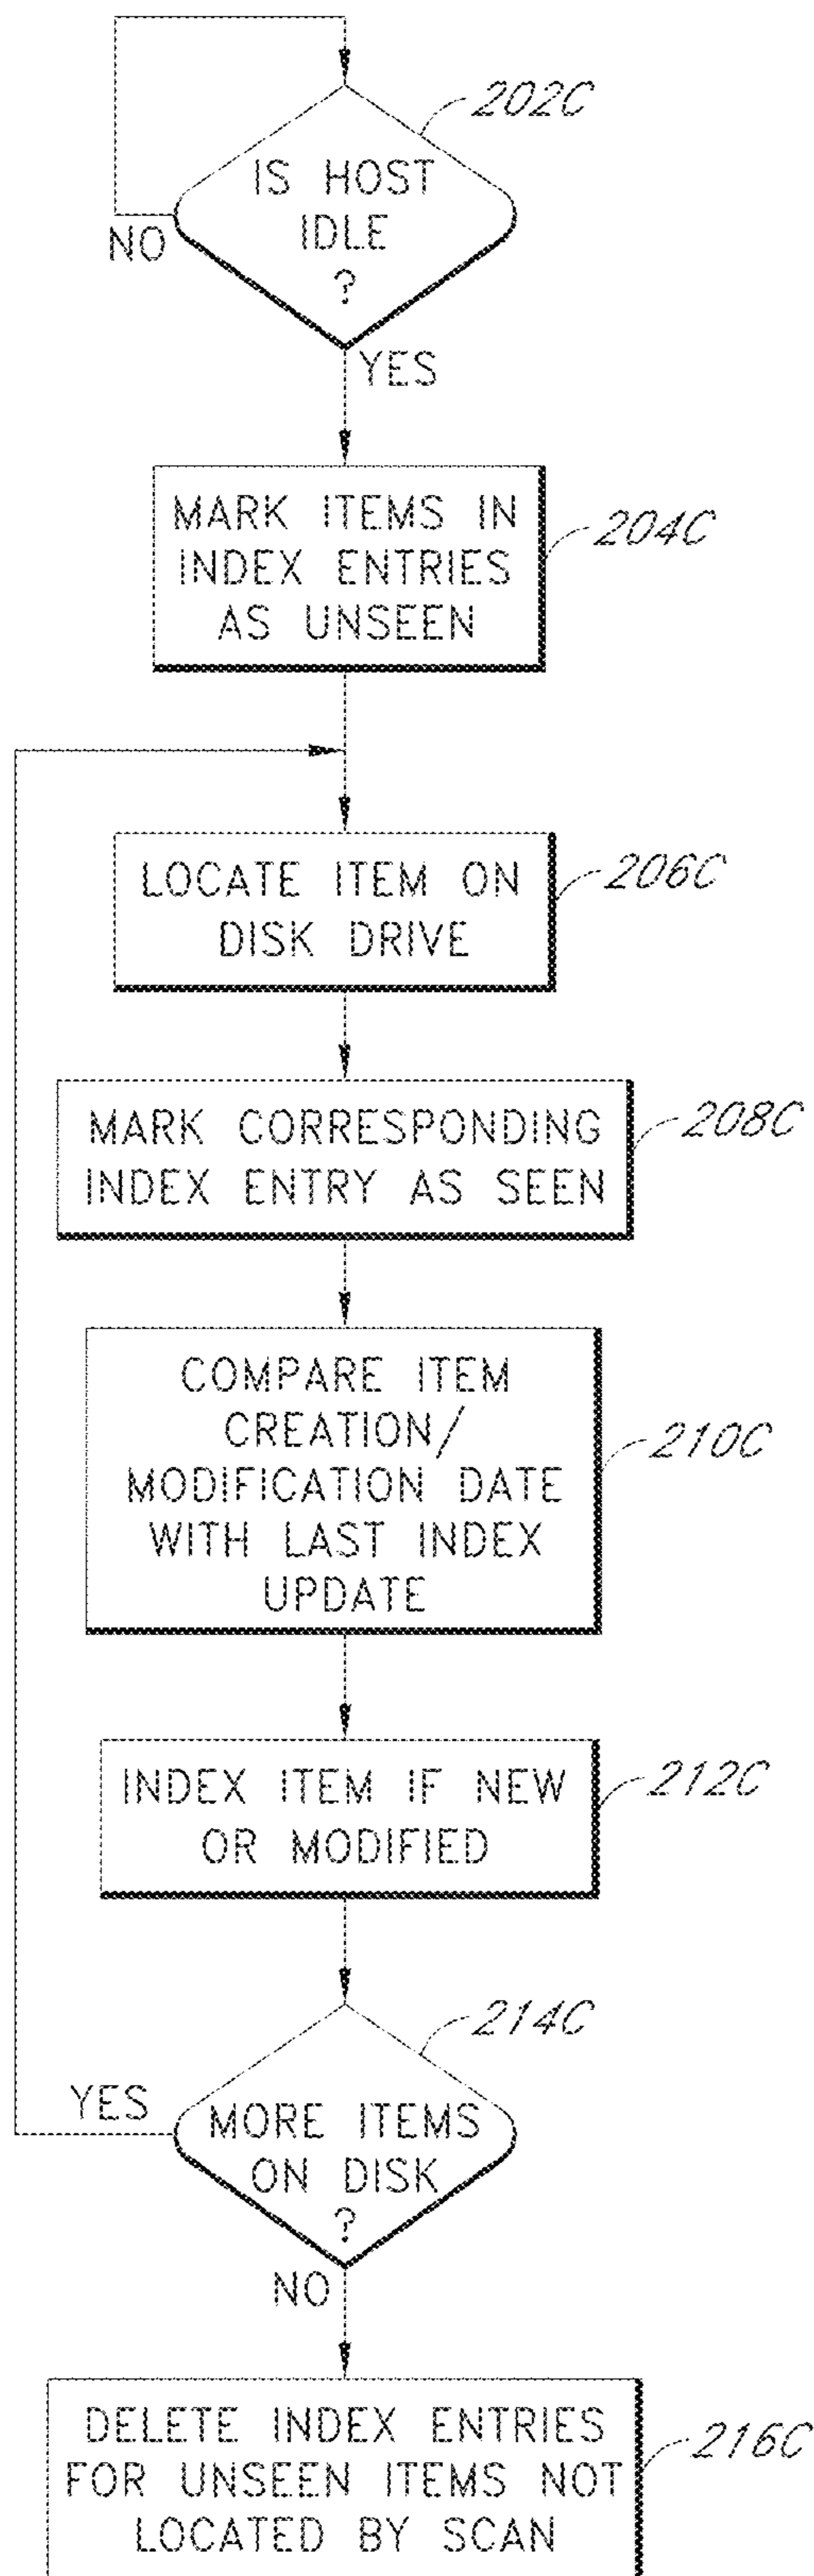 202C
IS HOST
IDLE
?
NO
YES
MARK ITEMS IN
INDEX ENTRIES
AS UNSEEN
204C
LOCATE ITEM ON
DISK DRIVE
206C
MARK CORRESPONDING
INDEX ENTRY AS SEEN
208C
COMPARE ITEM
CREATION/
MODIFICATION DATE
WITH LAST INDEX
UPDATE
210C
INDEX ITEM IF NEW
OR MODIFIED
212C
214C
YES
MORE ITEMS
ON DISK
?
NO
DELETE INDEX ENTRIES
FOR UNSEEN ITEMS NOT
LOCATED BY SCAN
216C